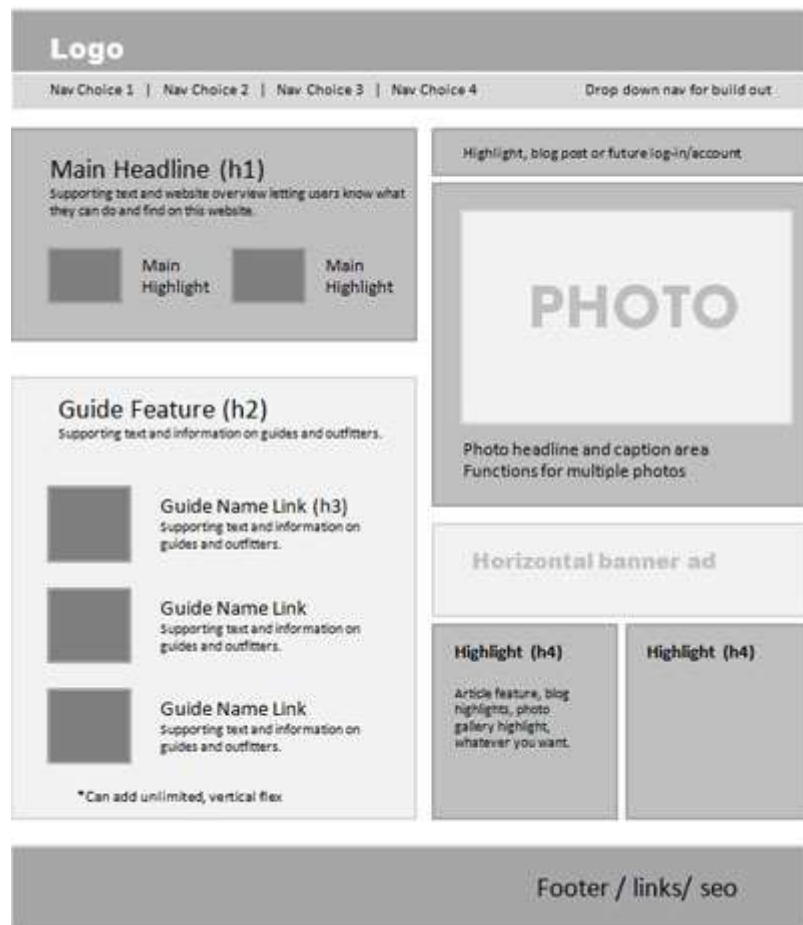 Logo
Nav Choice 1 | Nav Choice 2 | Nav Choice 3 | Nav Choice 4
Drop down nav for build out
Main Headline (h1)
Supporting text and website overview letting users know what
they can do and find on this website.
Main
Highlight
Main
Highlight
Highlight, blog post or future log-in/account
PHOTO
Photo headline and caption area
Functions for multiple photos
Guide Feature (h2)
Supporting text and information on guides and outfitters.
Guide Name Link (h3)
Supporting text and information on
guides and outfitters.
Guide Name Link
Supporting text and information on
guides and outfitters.
Guide Name Link
Supporting text and information on
guides and outfitters.
*Can add unlimited, vertical flex
Horizontal banner ad
Highlight (h4)
Article feature, blog
highlights, photo
gallery highlight,
whatever you want.
Highlight (h4)
Footer / links/ seo